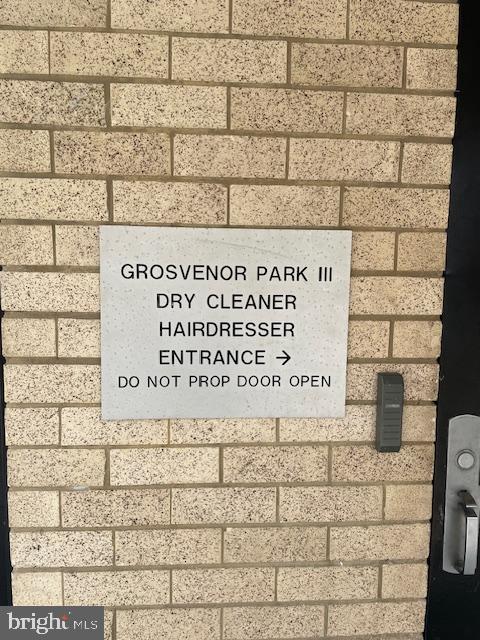 GROSVENOR PARK III
DRY CLEANER
HAIRDRESSER
ENTRANCE →
DO NOT PROP DOOR OPEN
bright MLS